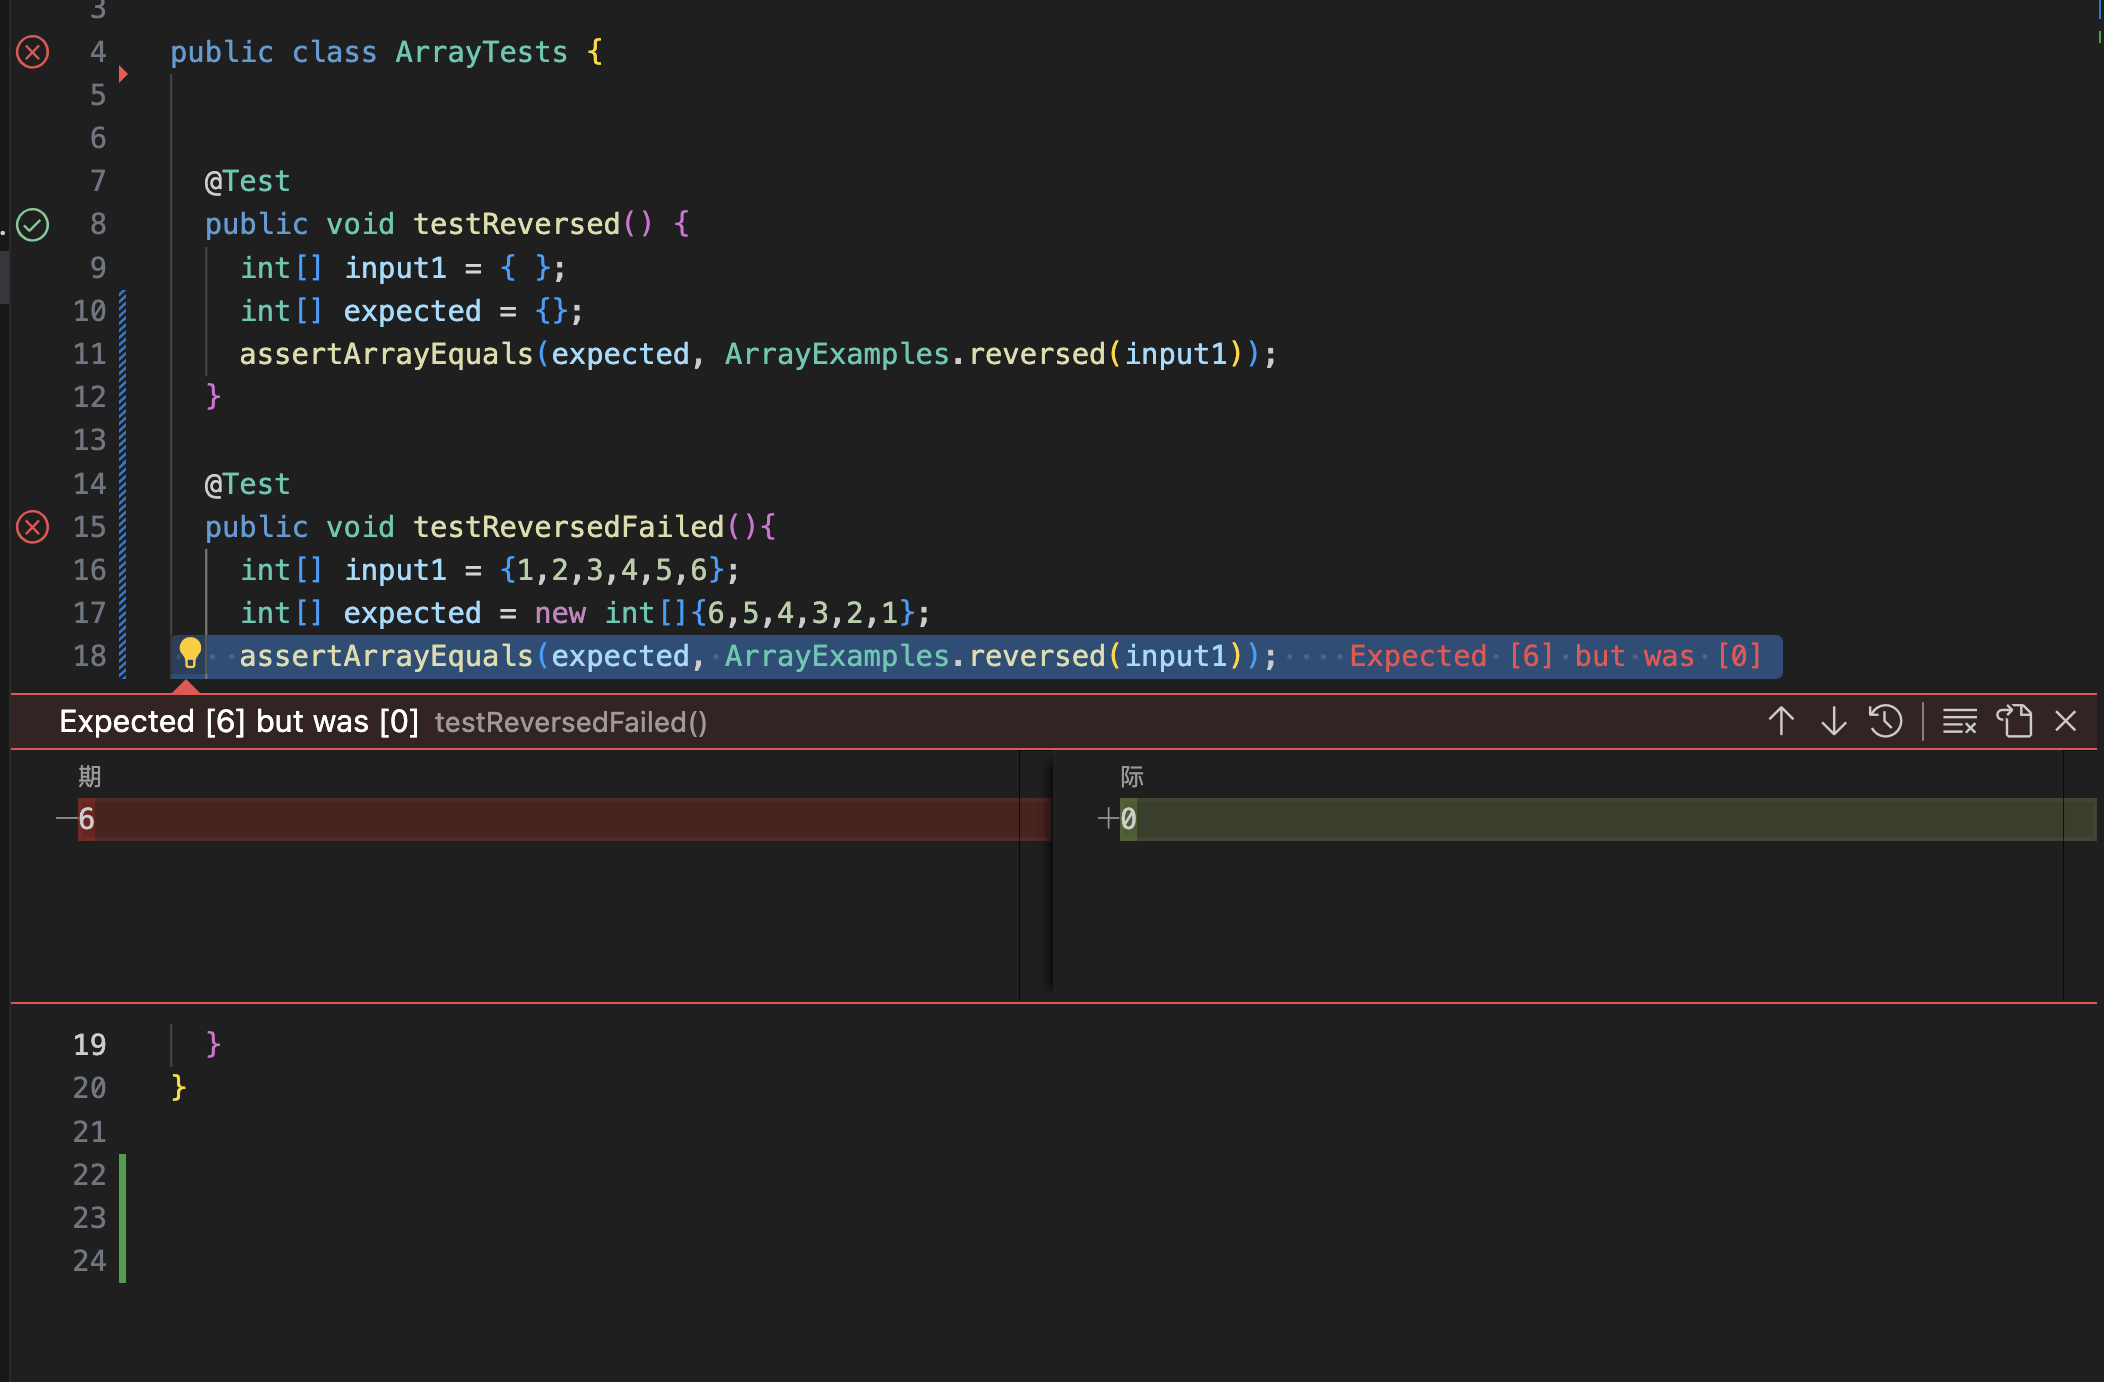 3
4 public class ArrayTests {
5
6
7 @Test
8 public void testReversed() {
9 int[] input1 = { };
10 int[] expected = {};
11 assertArrayEquals(expected, ArrayExamples.reversed(input1));
12 }
13
14 @Test
15 public void testReversedFailed(){
16 int[] input1 = {1,2,3,4,5,6};
17 int[] expected = new int[]{6,5,4,3,2,1};
18 assertArrayEquals(expected, ArrayExamples.reversed(input1)); Expected [6] but was [0]
Expected [6] but was [0] testReversedFailed()
期 际
6 0
19 }
20 }
21
22
23
24